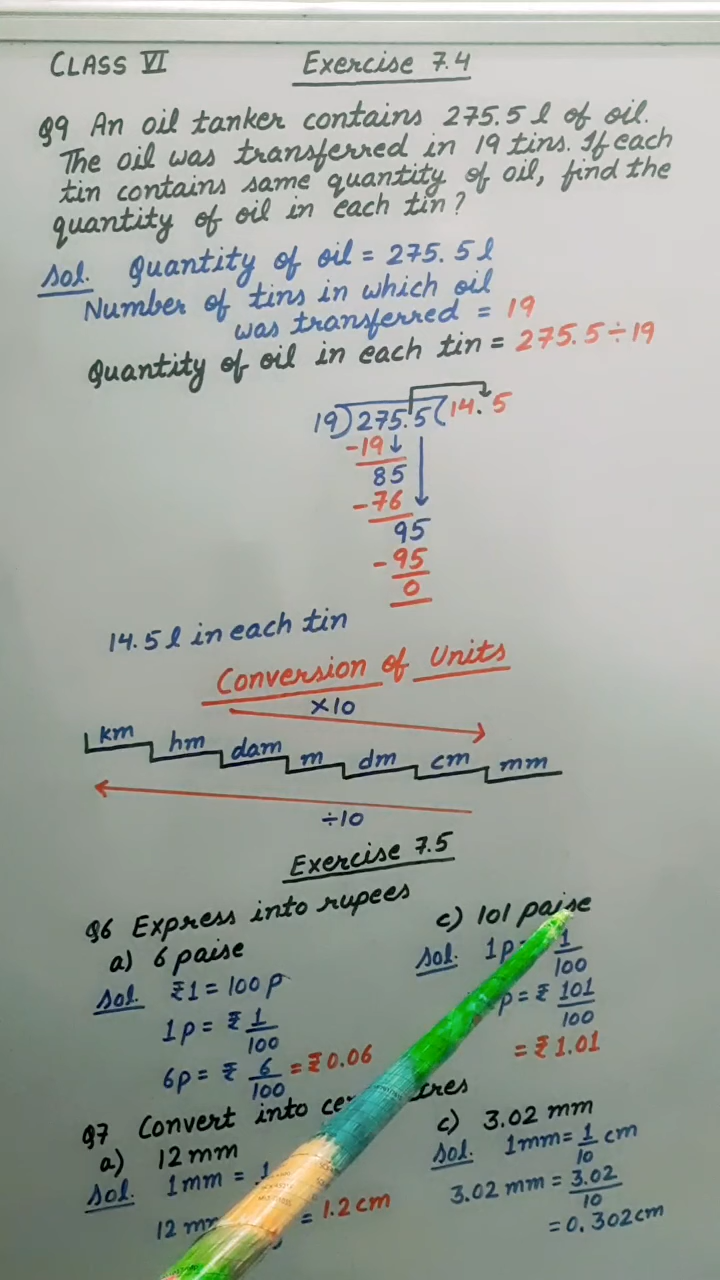 CLASS VI Exercise 7.4
Q9 An oil tanker contains 275.5 l of oil.
The oil was transferred in 19 tins. If each
tin contains same quantity of oil, find the
quantity of oil in each tin?
Sol. Quantity of oil = 275.5 l
Number of tins in which oil
was transferred = 19
Quantity of oil in each tin = 275.5÷19
19)275.5(14.5
-19
85
-76
95
-95
0
14.5 l in each tin
Conversion of Units
×10
km hm dam m dm cm mm
÷10
Exercise 7.5
Q6 Express into rupees
a) 6 paise
Sol. ₹1 = 100 p
1p = ₹ 1/100
6p = ₹ 6/100 = ₹0.06
c) 101 paise
Sol. 1p 1/100
p = ₹ 101/100
= ₹1.01
Q7 Convert into
a) 12 mm
Sol. 1mm = 1
12 = 1.2 cm
c) 3.02 mm
Sol. 1mm = 1/10 cm
3.02 mm = 3.02/10
= 0.302cm